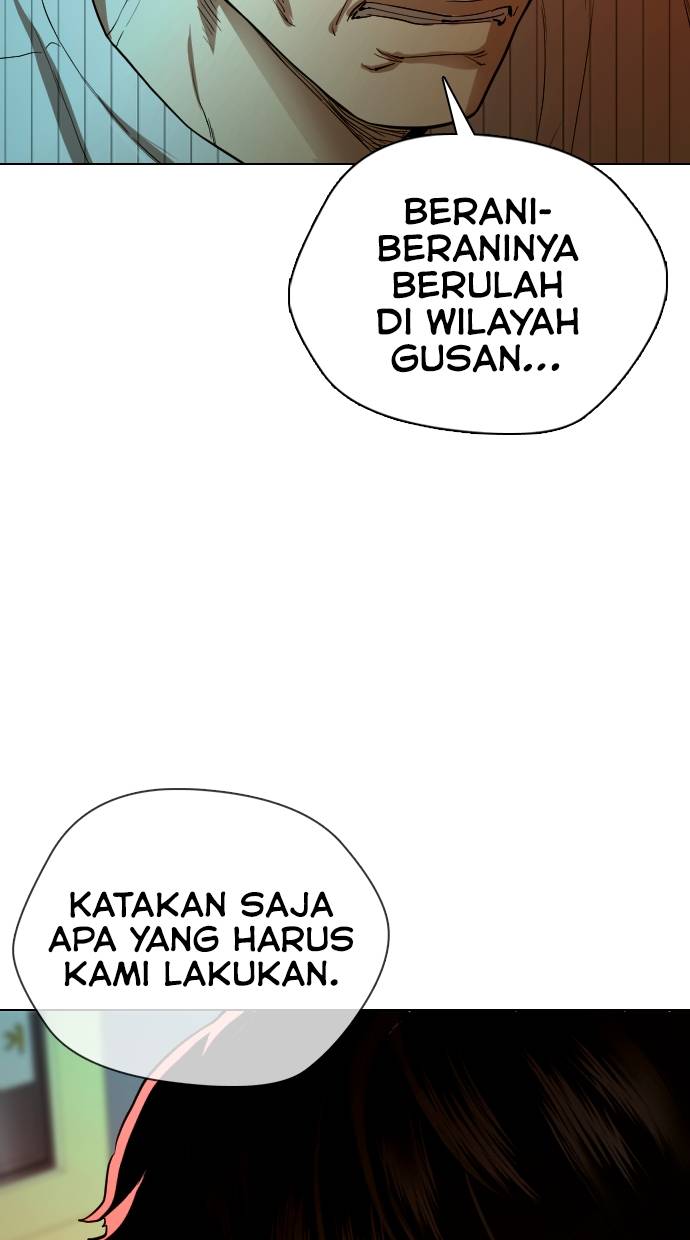 BERANI-
BERANINYA
BERULAH
DI WILAYAH
GUSAN...
KATAKAN SAJA
APA YANG HARUS
KAMI LAKUKAN.